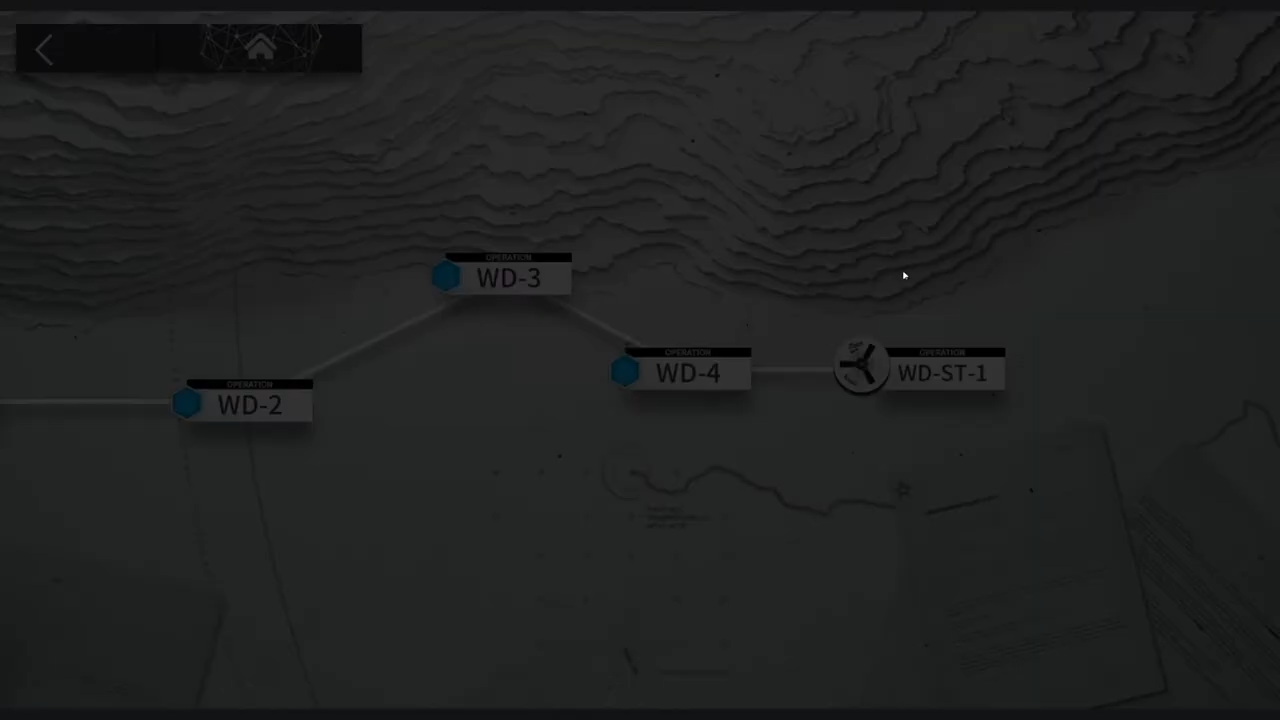 OPERATION
WD-3
OPERATION
WD-4
OPERATION
WD-ST-1
OPERATION
WD-2